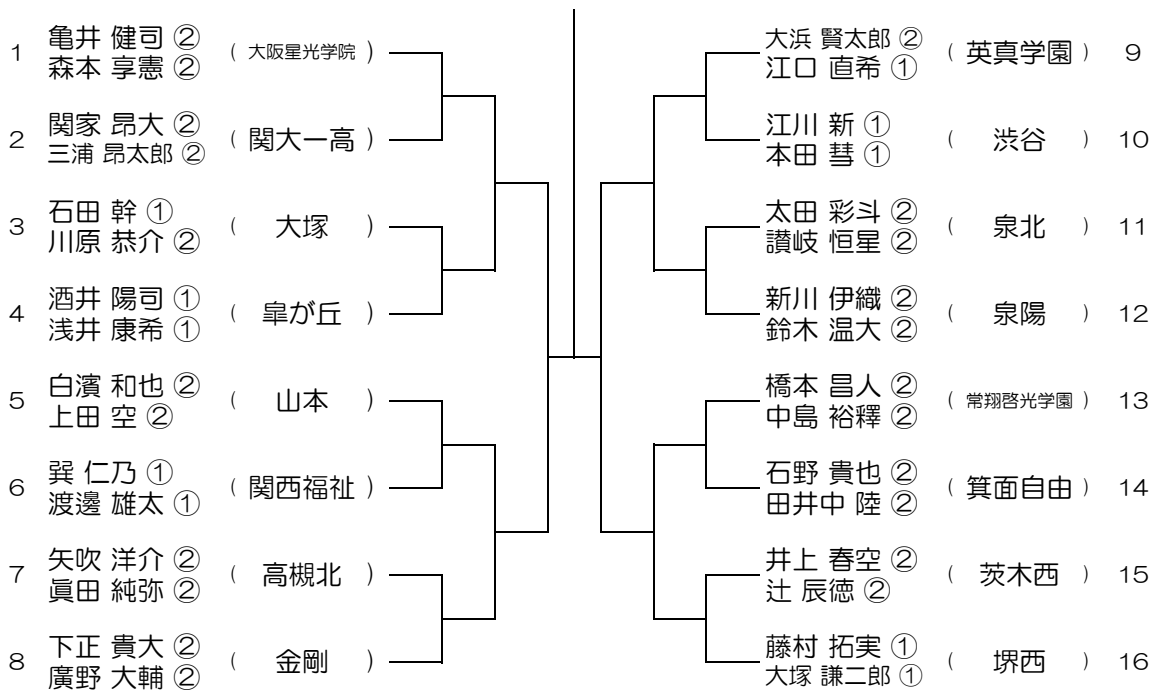 1 亀井 健司 ② ( 大阪星光学院 )
森本 享憲 ②
2 関家 昂大 ② ( 関大一高 )
三浦 昂太郎 ②
3 石田 幹 ① ( 大塚 )
川原 恭介 ②
4 酒井 陽司 ① ( 皐が丘 )
浅井 康希 ①
5 白濱 和也 ② ( 山本 )
上田 空 ②
6 巽 仁乃 ① ( 関西福祉 )
渡邊 雄太 ①
7 矢吹 洋介 ② ( 高槻北 )
眞田 純弥 ②
8 下正 貴大 ② ( 金剛 )
廣野 大輔 ②
大浜 賢太郎 ② ( 英真学園 ) 9
江口 直希 ①
江川 新 ① ( 渋谷 ) 10
本田 彗 ①
太田 彩斗 ② ( 泉北 ) 11
讃岐 恒星 ②
新川 伊織 ② ( 泉陽 ) 12
鈴木 温大 ②
橋本 昌人 ② ( 常翔啓光学園 ) 13
中島 裕釋 ②
石野 貴也 ② ( 箕面自由 ) 14
田井中 陸 ②
井上 春空 ② ( 茨木西 ) 15
辻 辰徳 ②
藤村 拓実 ① ( 堺西 ) 16
大塚 謙二郎 ①